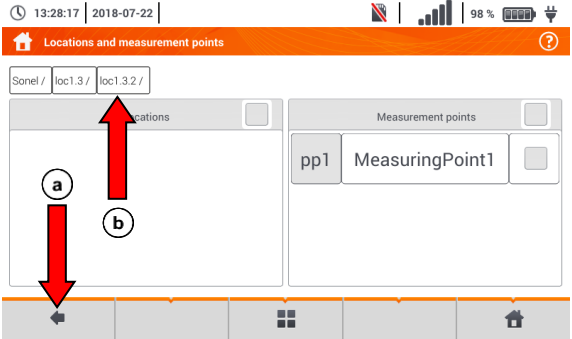 13:28:17 2018-07-22 98 %
Locations and measurement points ?
Sonel / loc1.3 / loc1.3.2 /
cations Measurement points
pp1 MeasuringPoint1
a
b